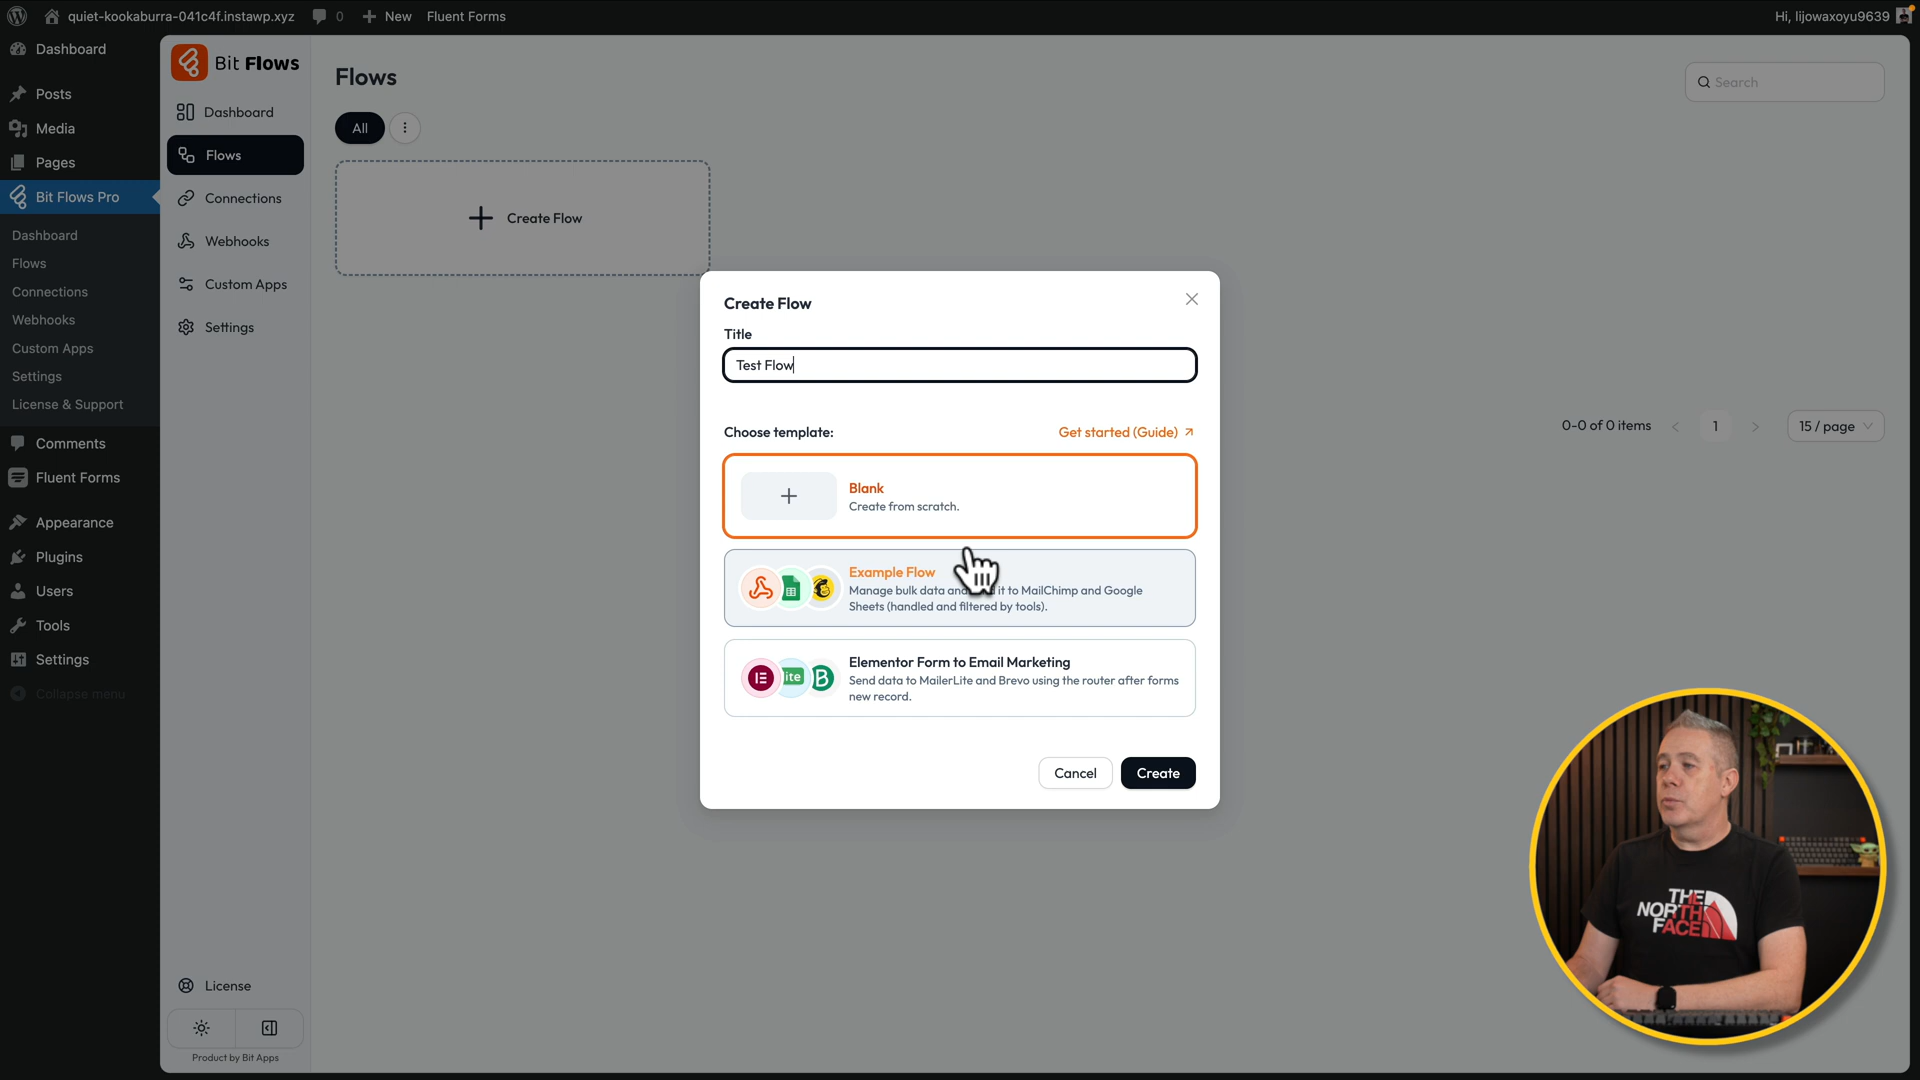 quiet-kookaburra-041c4f.instawp.xyz
0
New
Fluent Forms
Hi, lijowaxoyu9639
Dashboard
Posts
Media
Pages
Bit Flows Pro
Dashboard
Flows
Connections
Webhooks
Custom Apps
Settings
License & Support
Comments
Fluent Forms
Appearance
Plugins
Users
Tools
Settings
Collapse menu
Bit Flows
Dashboard
Flows
Connections
Webhooks
Custom Apps
Settings
License
Product by Bit Apps
Flows
Search
All
Create Flow
0-0 of 0 items
1
15 / page
Create Flow
Title
Test Flow
Choose template:
Get started (Guide)
Blank
Create from scratch.
Example Flow
Manage bulk data and it to MailChimp and Google
Sheets (handled and filtered by tools).
lite
Elementor Form to Email Marketing
Send data to MailerLite and Brevo using the router after forms
new record.
Cancel
Create
THE
NORTH
FACE